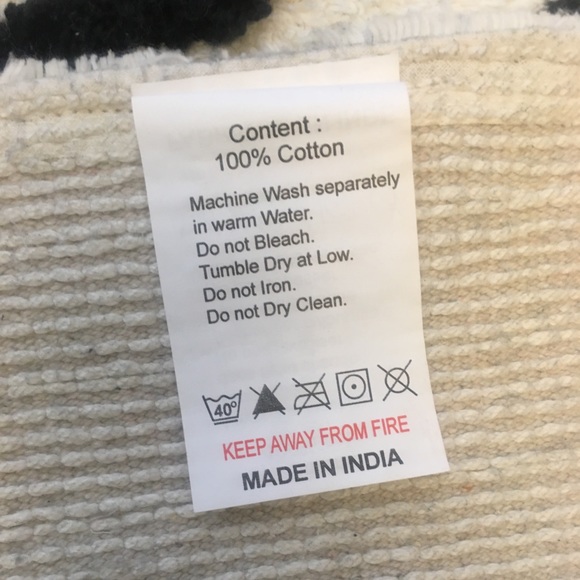 Content :
100% Cotton
Machine Wash separately
in warm Water.
Do not Bleach.
Tumble Dry at Low.
Do not Iron.
Do not Dry Clean.
40°
KEEP AWAY FROM FIRE
MADE IN INDIA